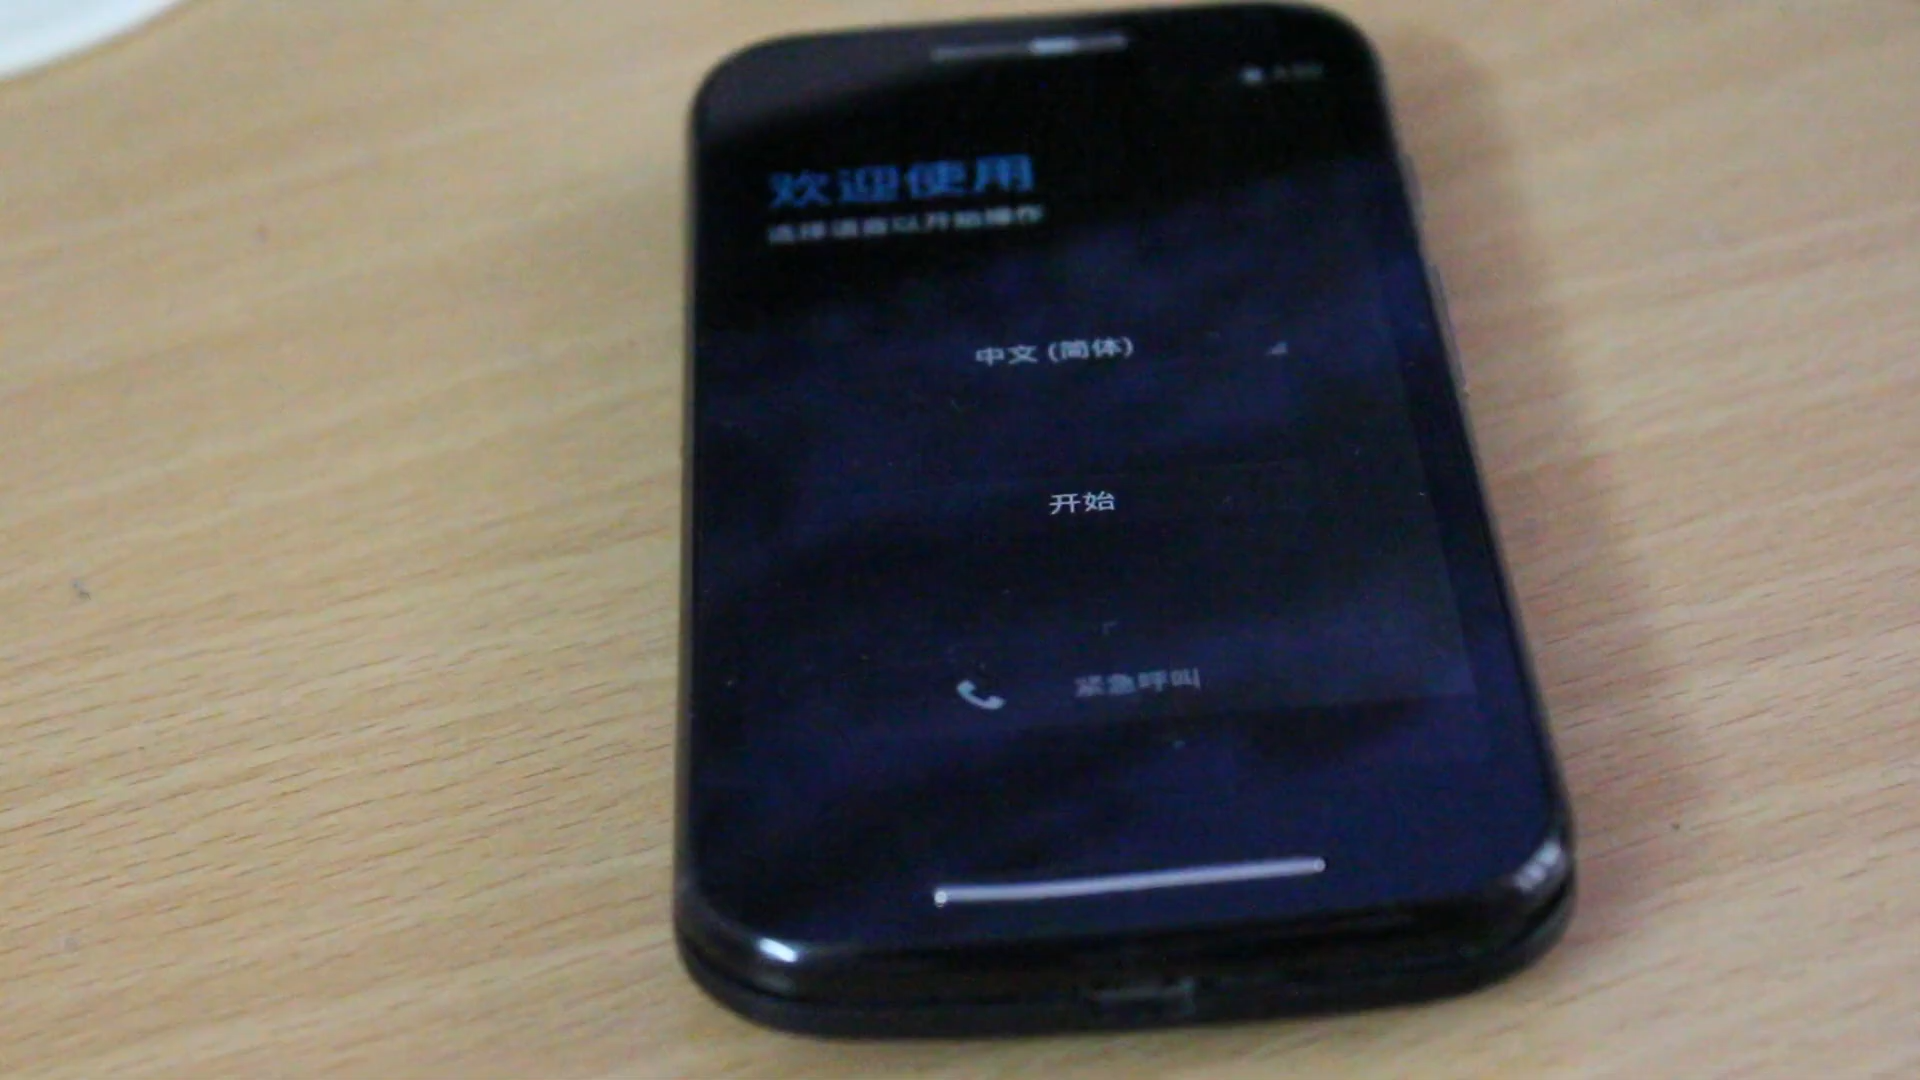 欢迎使用
选择语言以开始操作
中文 (简体)
开始
紧急呼叫